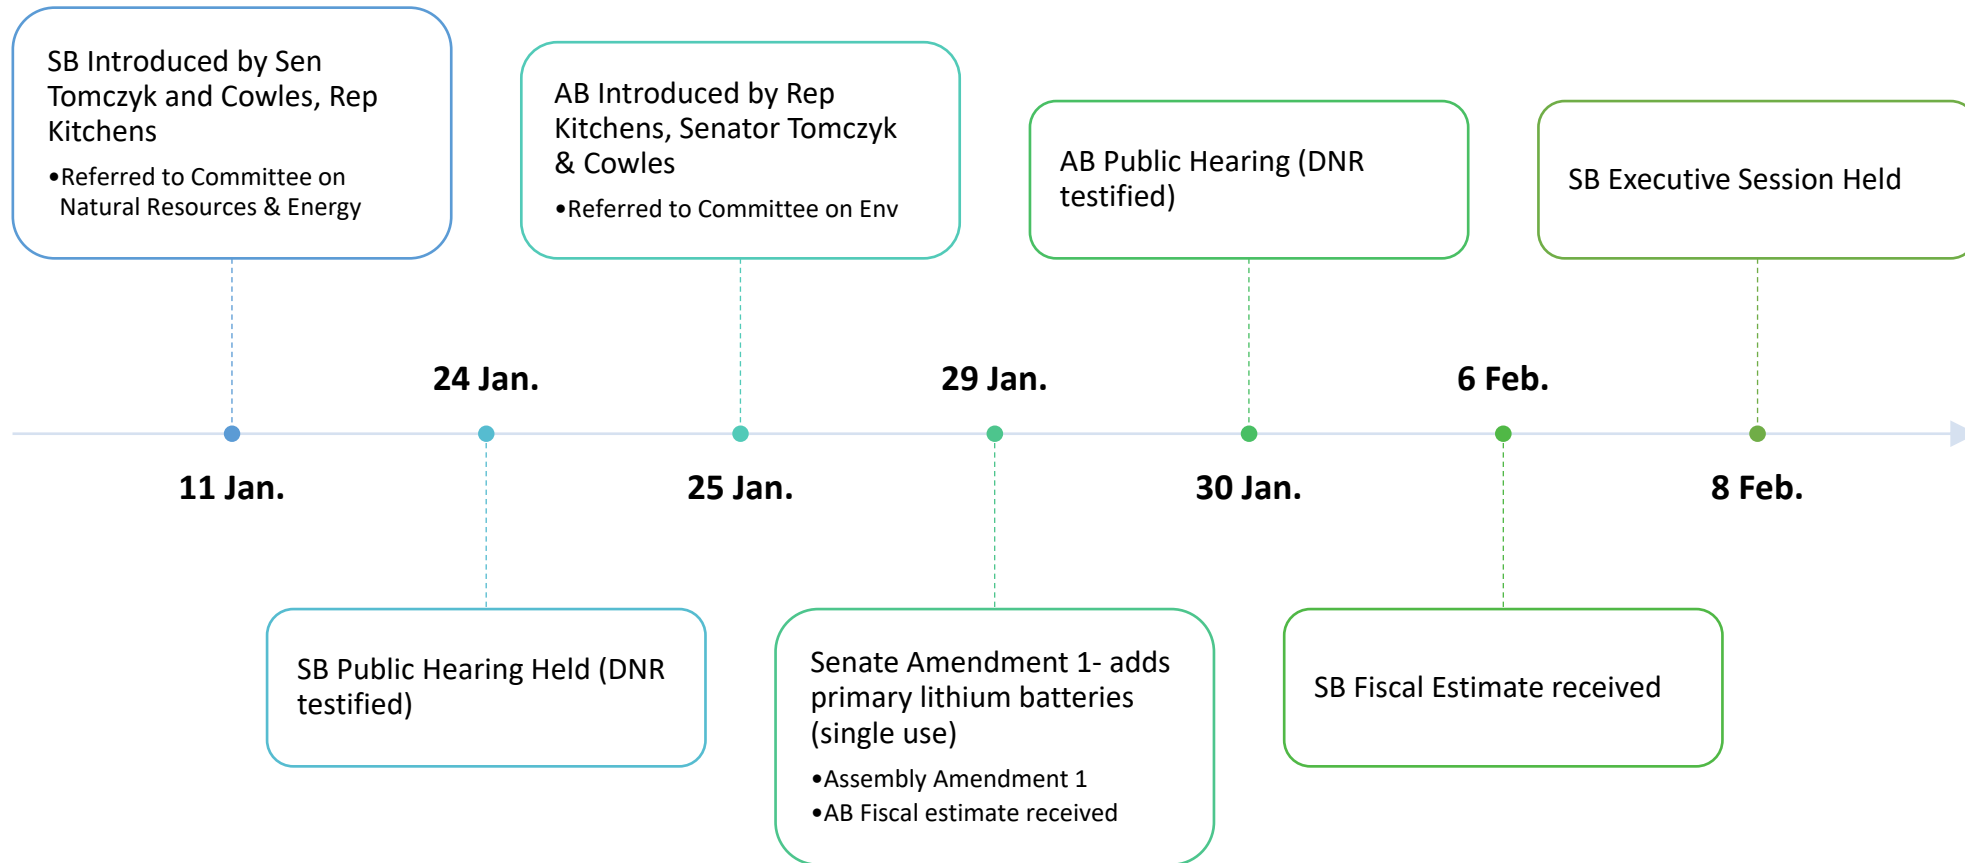 SB Introduced by Sen
Tomczyk and Cowles, Rep
Kitchens
•Referred to Committee on
Natural Resources & Energy
AB Introduced by Rep
Kitchens, Senator Tomczyk
& Cowles
•Referred to Committee on Env
AB Public Hearing (DNR
testified)
SB Executive Session Held
24 Jan.
29 Jan.
6 Feb.
11 Jan.
25 Jan.
30 Jan.
8 Feb.
SB Public Hearing Held (DNR
testified)
Senate Amendment 1- adds
primary lithium batteries
(single use)
•Assembly Amendment 1
•AB Fiscal estimate received
SB Fiscal Estimate received